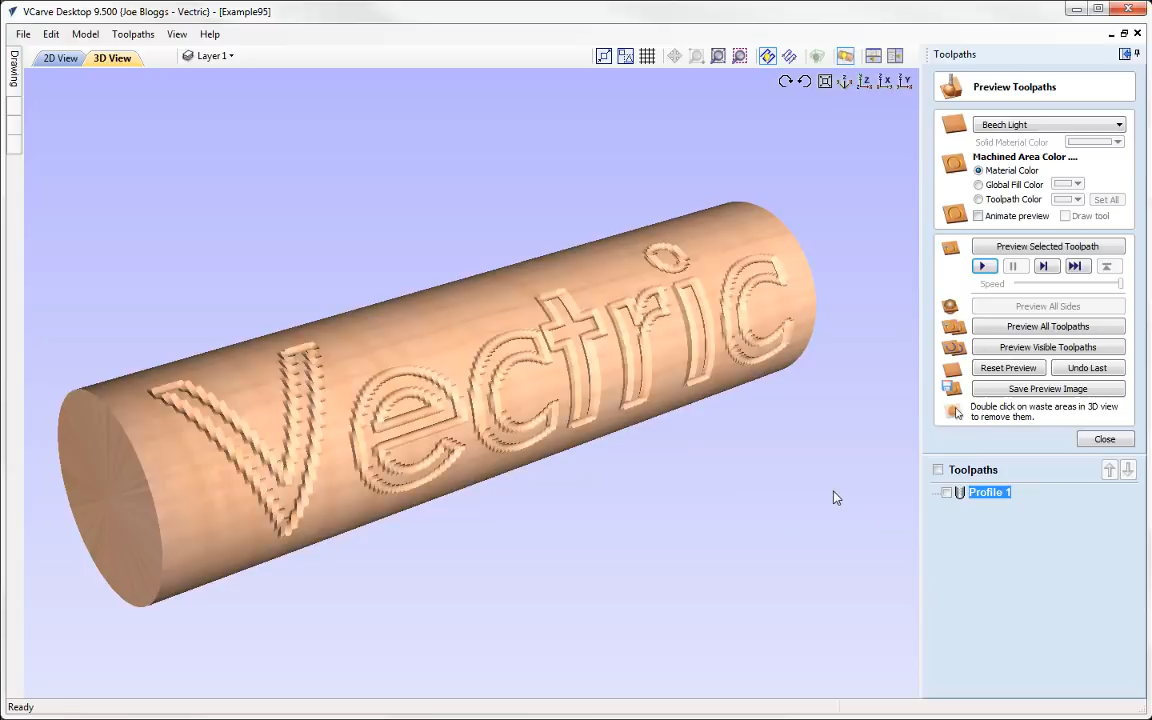 VCarve Desktop 9.500 {Joe Bloggs - Vectric} - [Example95]
File Edit Model Toolpaths View Help
Drawing
2D View 3D View Layer 1
Z X Y
Vectric
Toolpaths
Preview Toolpaths
Beech Light
Solid Material Color
Machined Area Color ....
Material Color
Global Fill Color
Toolpath Color Set All
Animate preview Draw tool
Preview Selected Toolpath
Speed
Preview All Sides
Preview All Toolpaths
Preview Visible Toolpaths
Reset Preview Undo Last
Save Preview Image
Double click on waste areas in 3D view
to remove them.
Close
Toolpaths
Profile 1
Ready